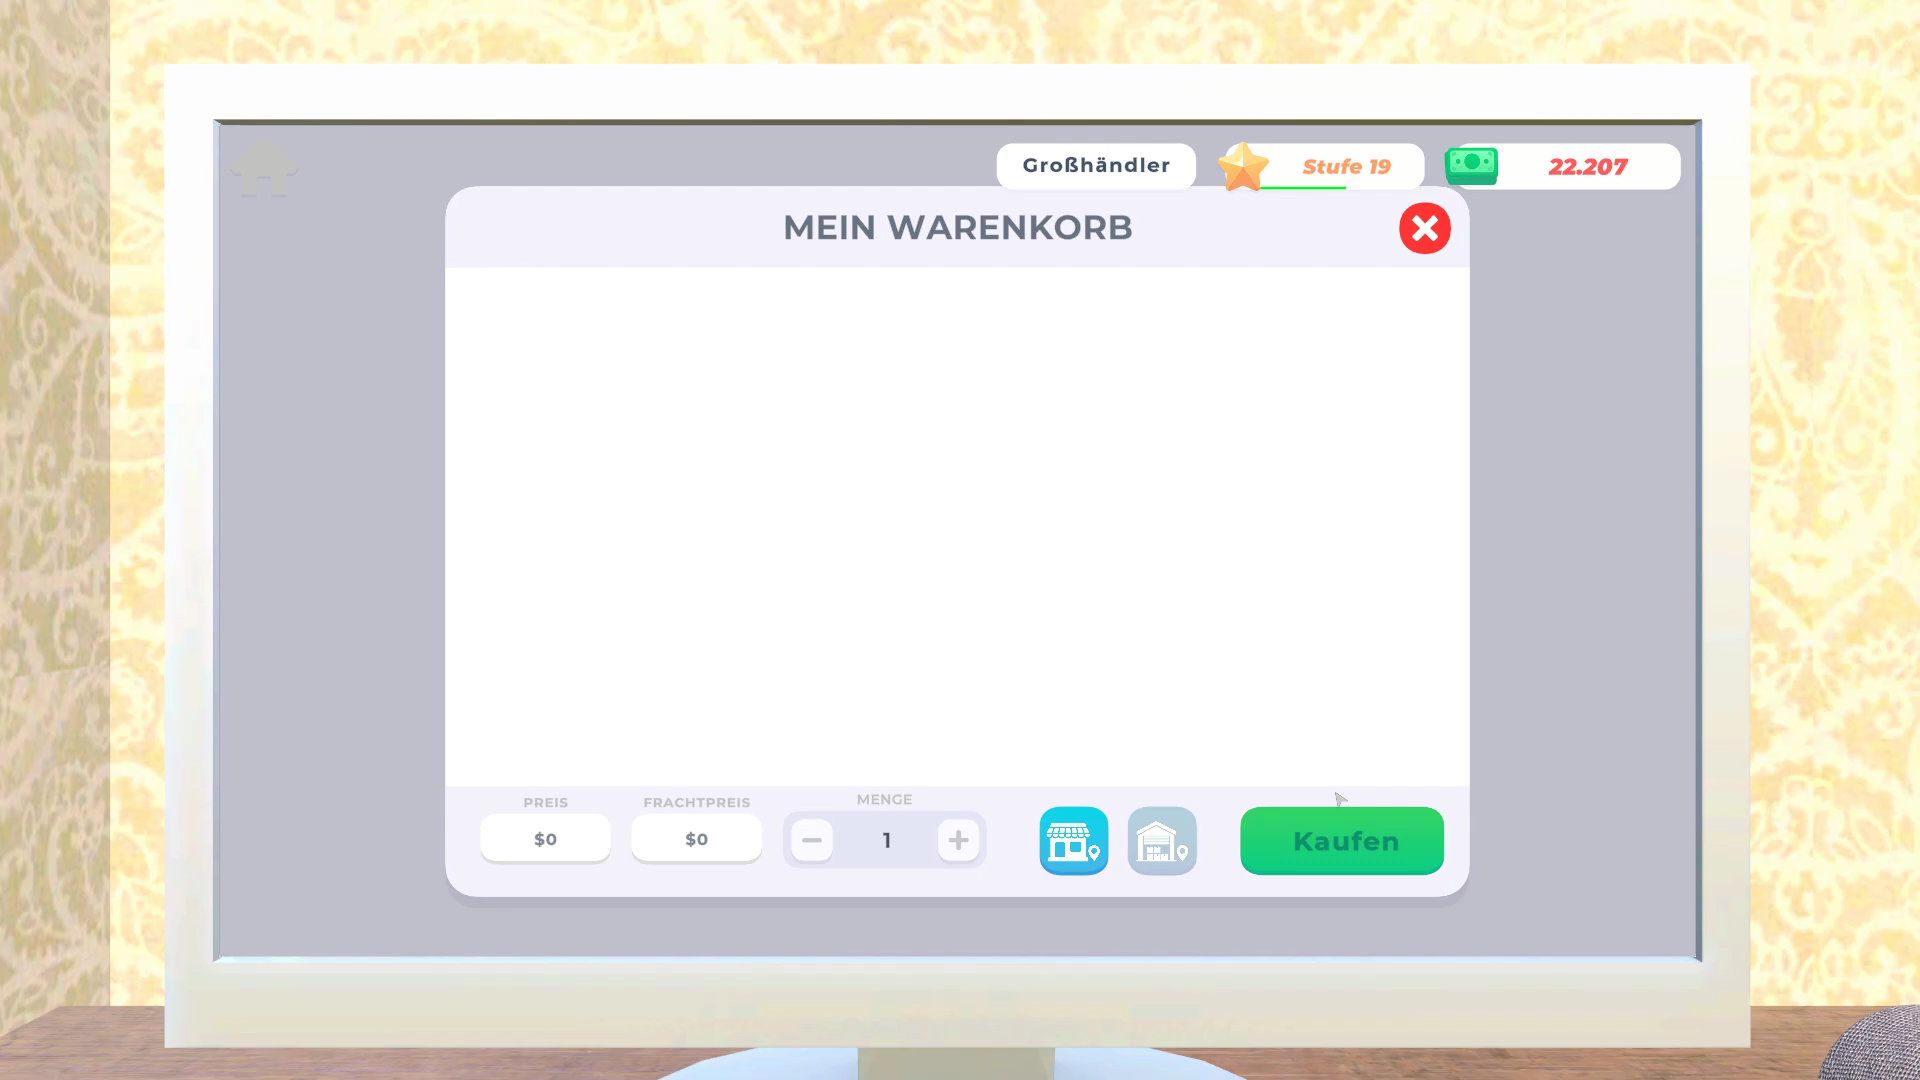 Großhändler
Stufe 19
22.207
MEIN WARENKORB
PREIS
FRACHTPREIS
MENGE
$0
$0
1
Kaufen